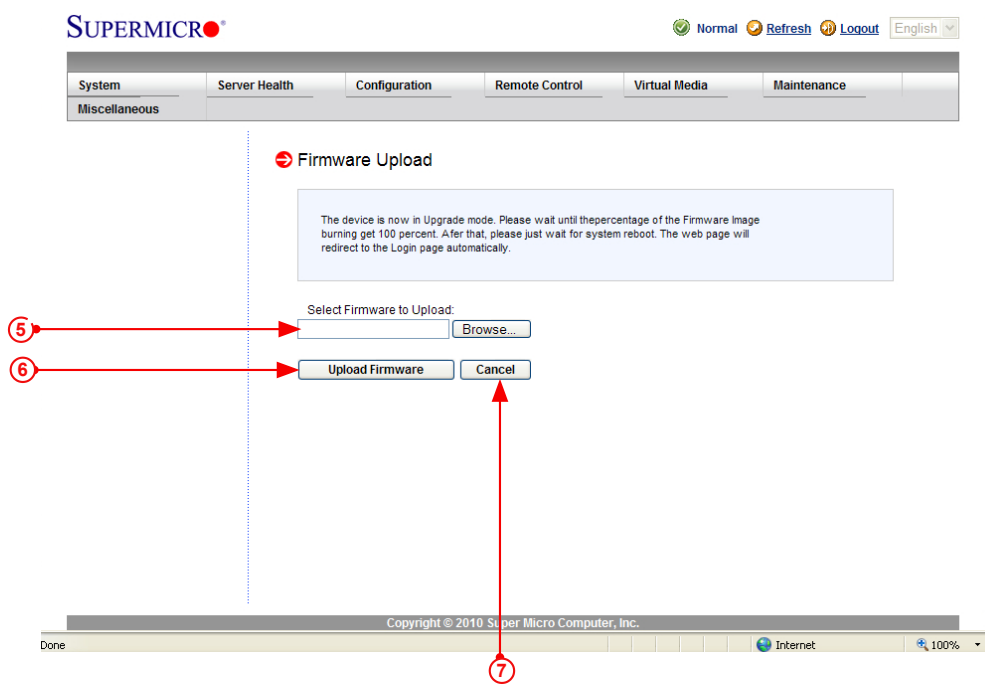 SUPERMICR
Normal Refresh Logout English
System Server Health Configuration Remote Control Virtual Media Maintenance
Miscellaneous
Firmware Upload
The device is now in Upgrade mode. Please wait until thepercentage of the Firmware Image
burning get 100 percent. Afer that, please just wait for system reboot. The web page will
redirect to the Login page automatically.
Select Firmware to Upload:
5 Browse...
6 Upload Firmware Cancel
Copyright © 2010 Super Micro Computer, Inc.
Done Internet 100%
7